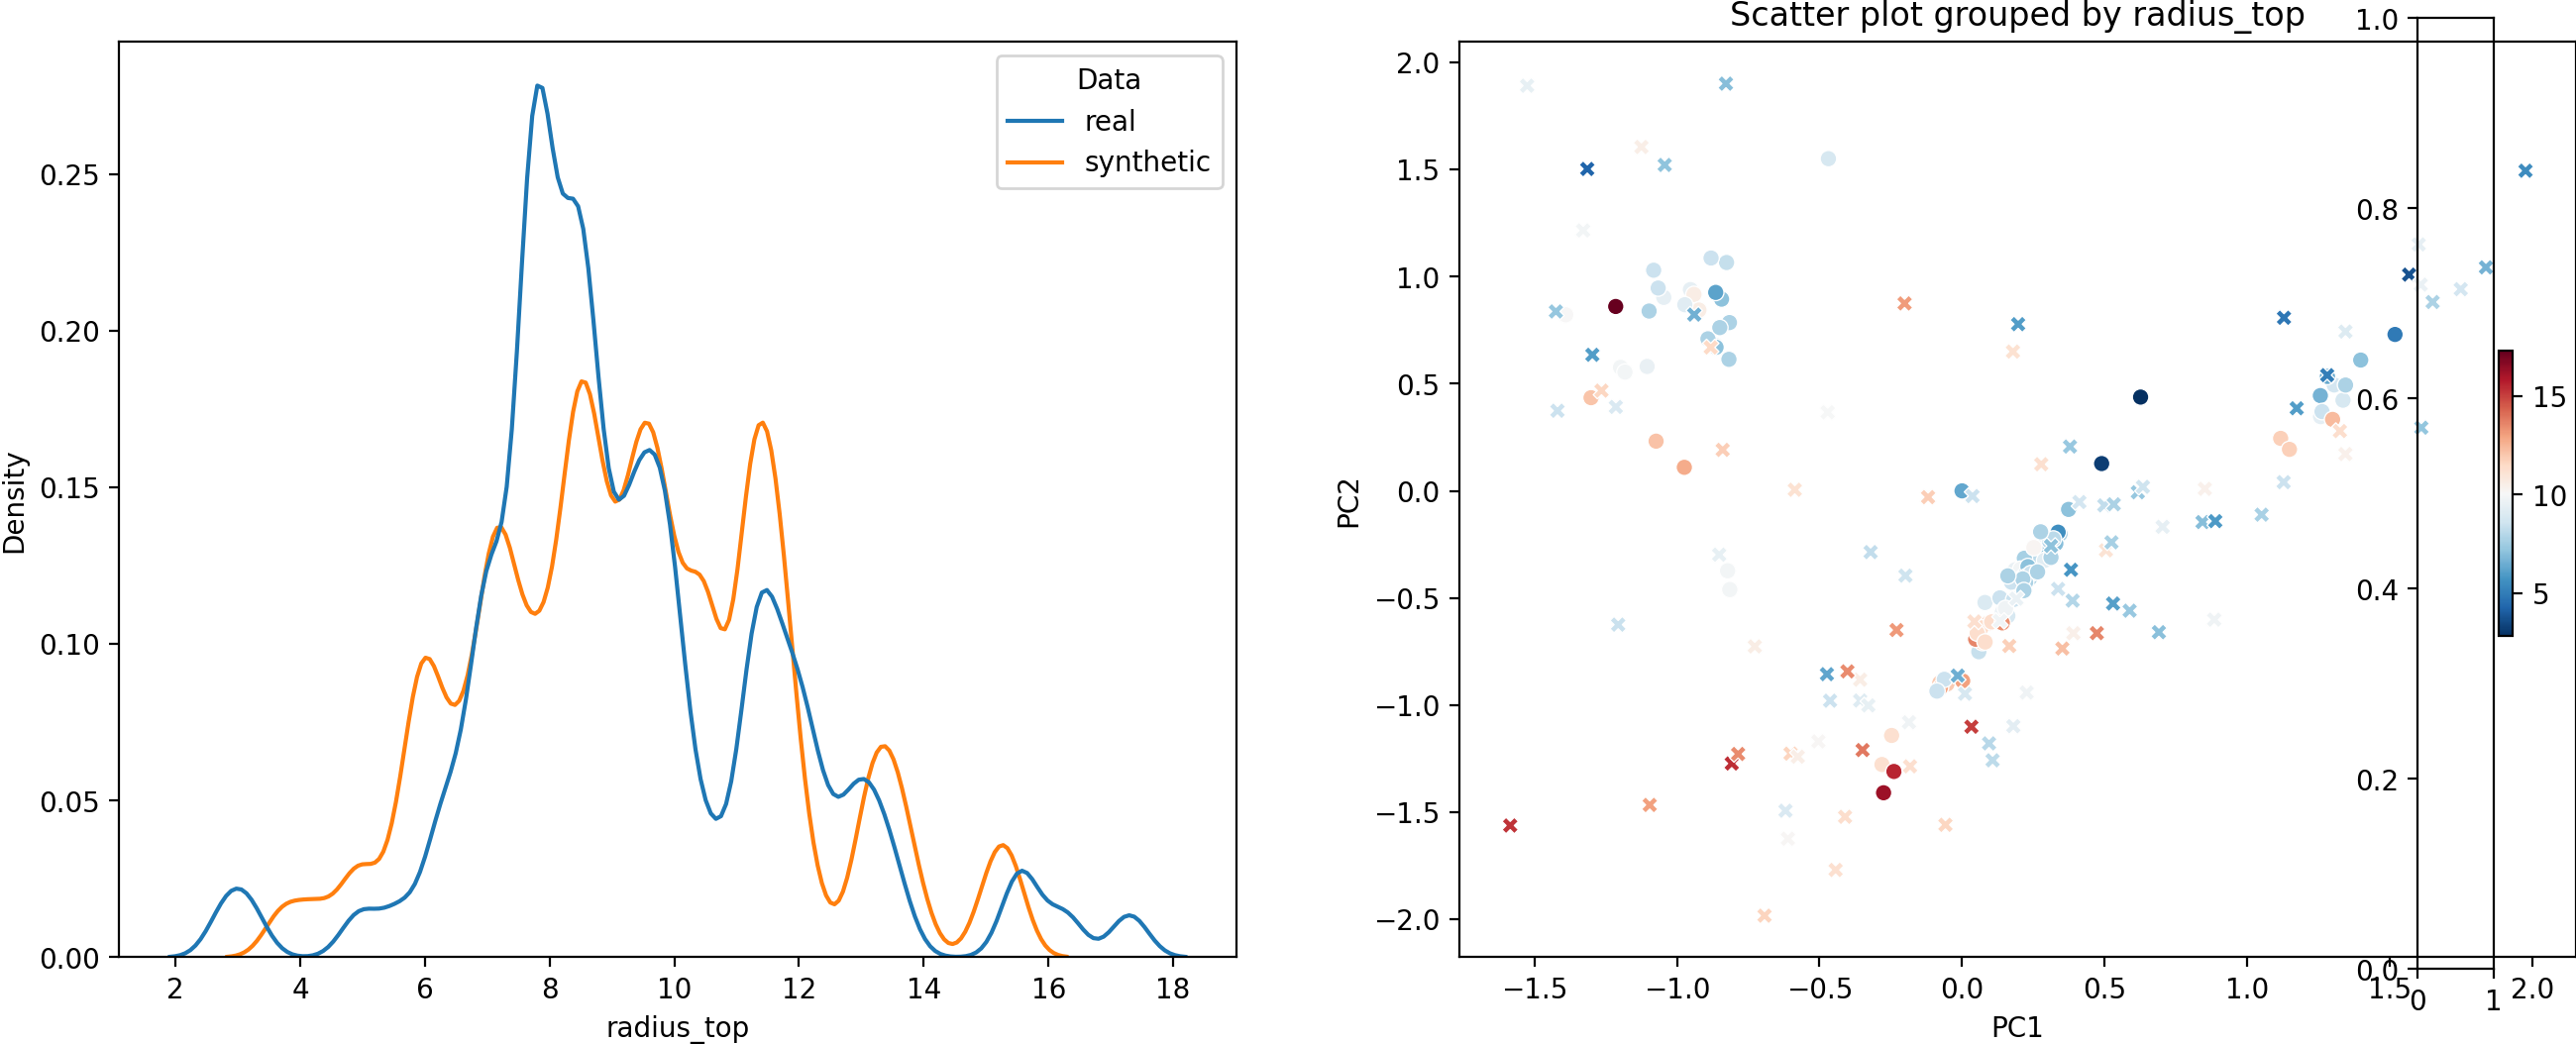 Data
real
synthetic
0.25
0.20
0.15
0.10
0.05
0.00
Density
2 4 6 8 10 12 14 16 18
radius_top
Scatter plot grouped by radius_top
2.0
1.5
1.0
0.5
0.0
−0.5
−1.0
−1.5
−2.0
PC2
−1.5 −1.0 −0.5 0.0 0.5 1.0 1.5 2.0
PC1
1.0
0.8
0.6
0.4
0.2
0.0
0 1
15
10
5